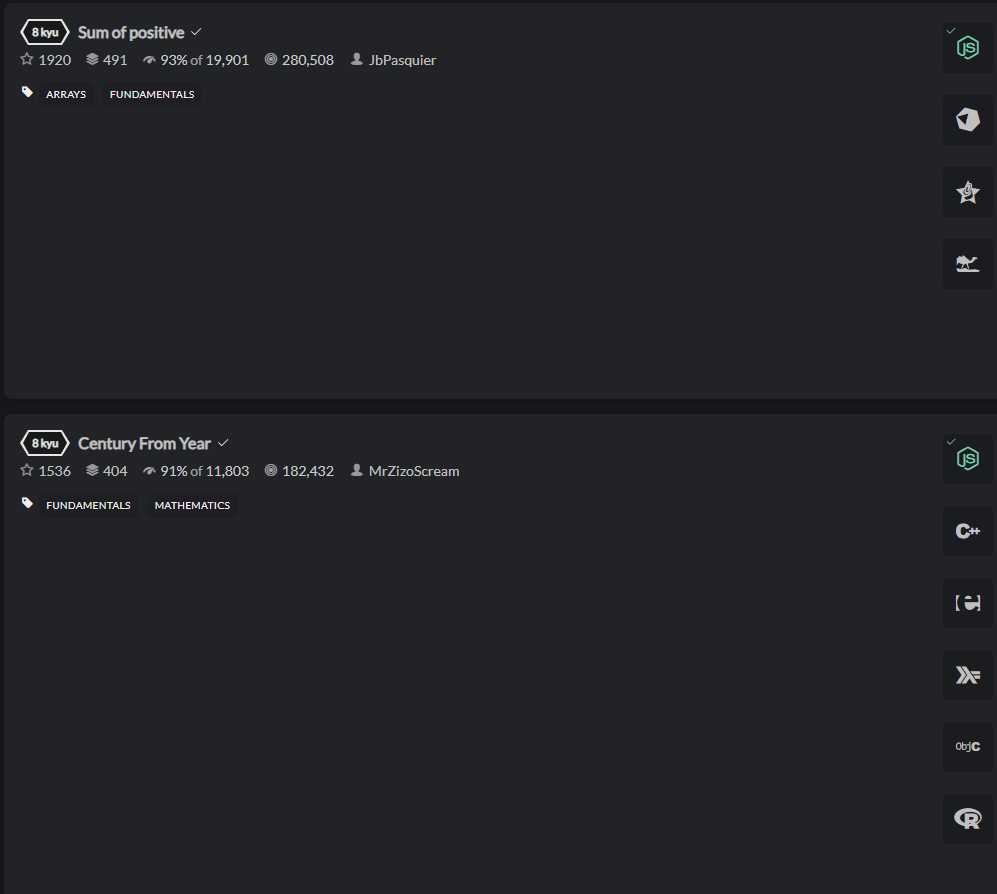 8 kyu Sum of positive
1920 491 93% of 19,901 280,508 JbPasquier
ARRAYS FUNDAMENTALS
JS
8 kyu Century From Year
1536 404 91% of 11,803 182,432 MrZizoScream
FUNDAMENTALS MATHEMATICS
JS
C++
e
ObjC
R